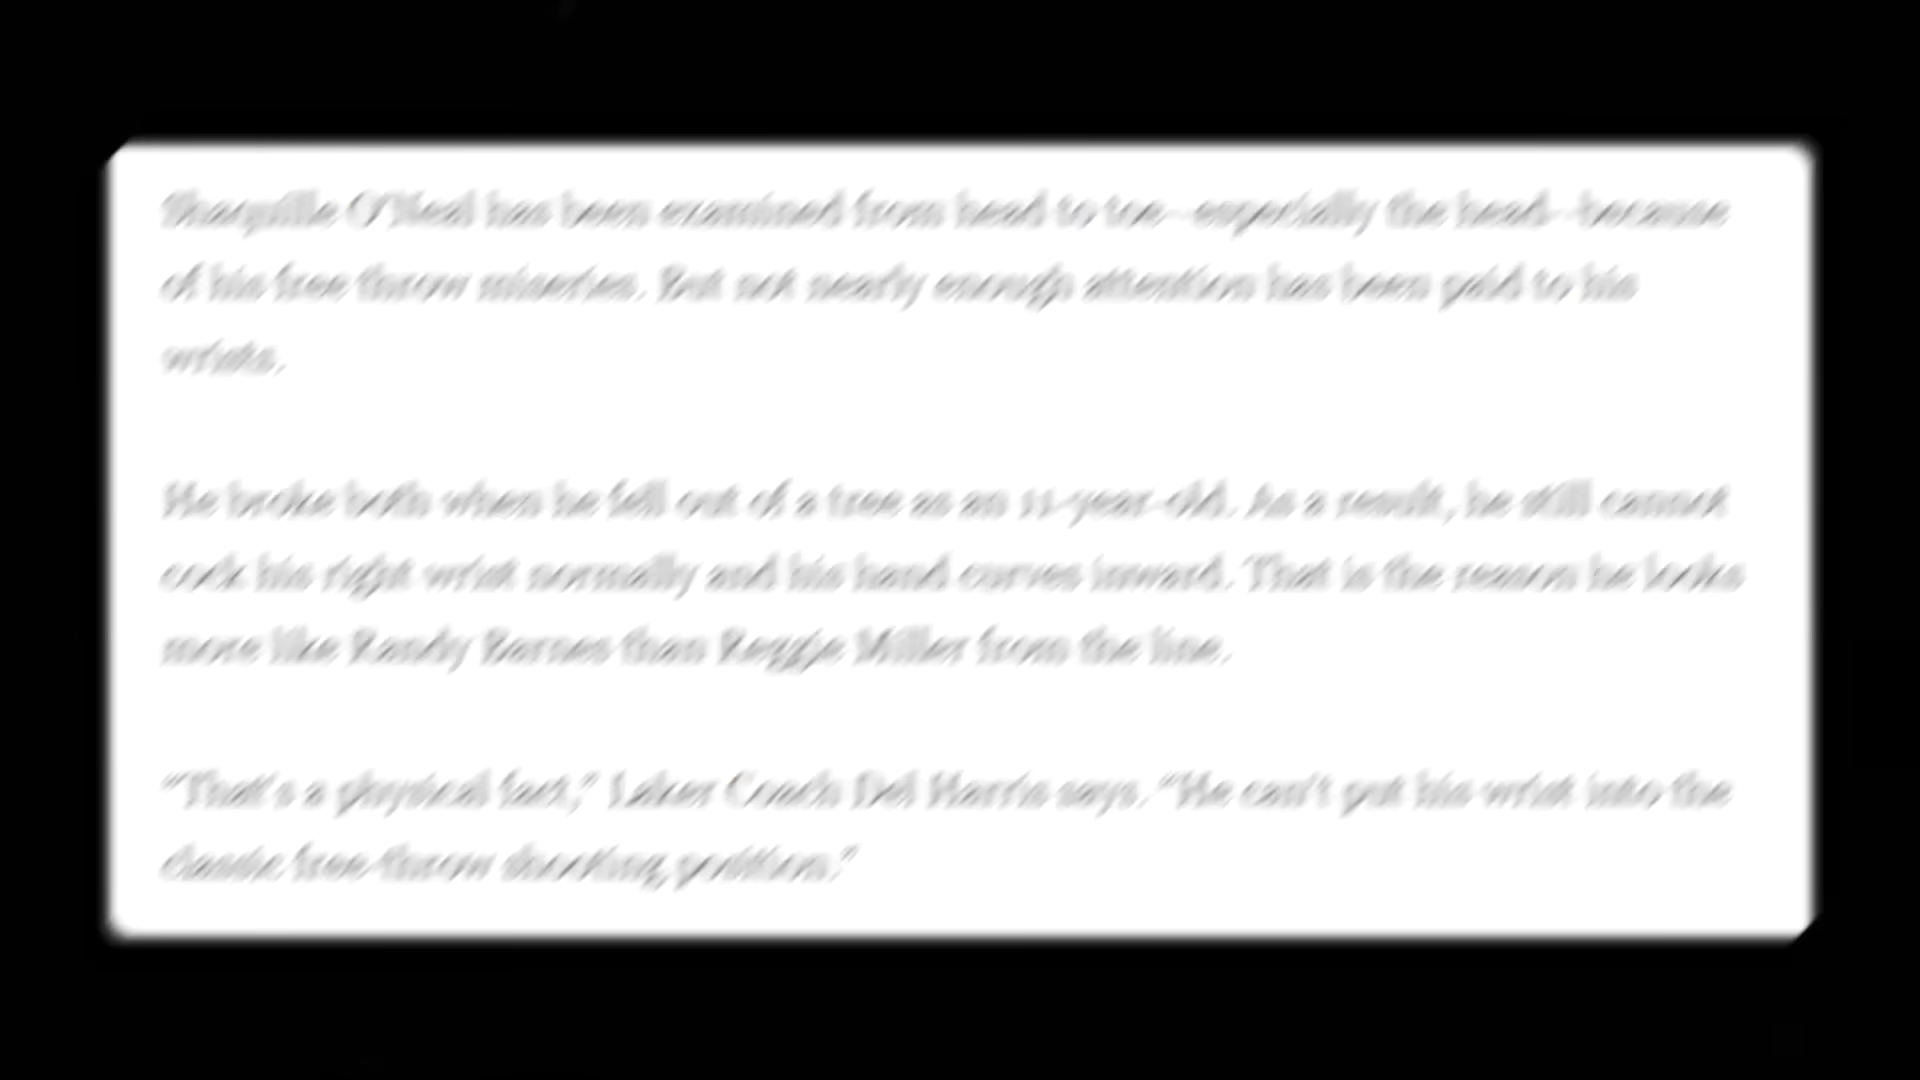 Shaquille O'Neal has been examined from head to toe--especially the head--because
of his free throw miseries. But not nearly enough attention has been paid to his
wrists.
He broke both when he fell out of a tree as an 11-year-old. As a result, he still cannot
cock his right wrist normally and his hand curves inward. That is the reason he looks
more like Randy Barnes than Reggie Miller from the line.
"That's a physical fact," Laker Coach Del Harris says. "He can't get his wrist into the
classic free-throw shooting position."